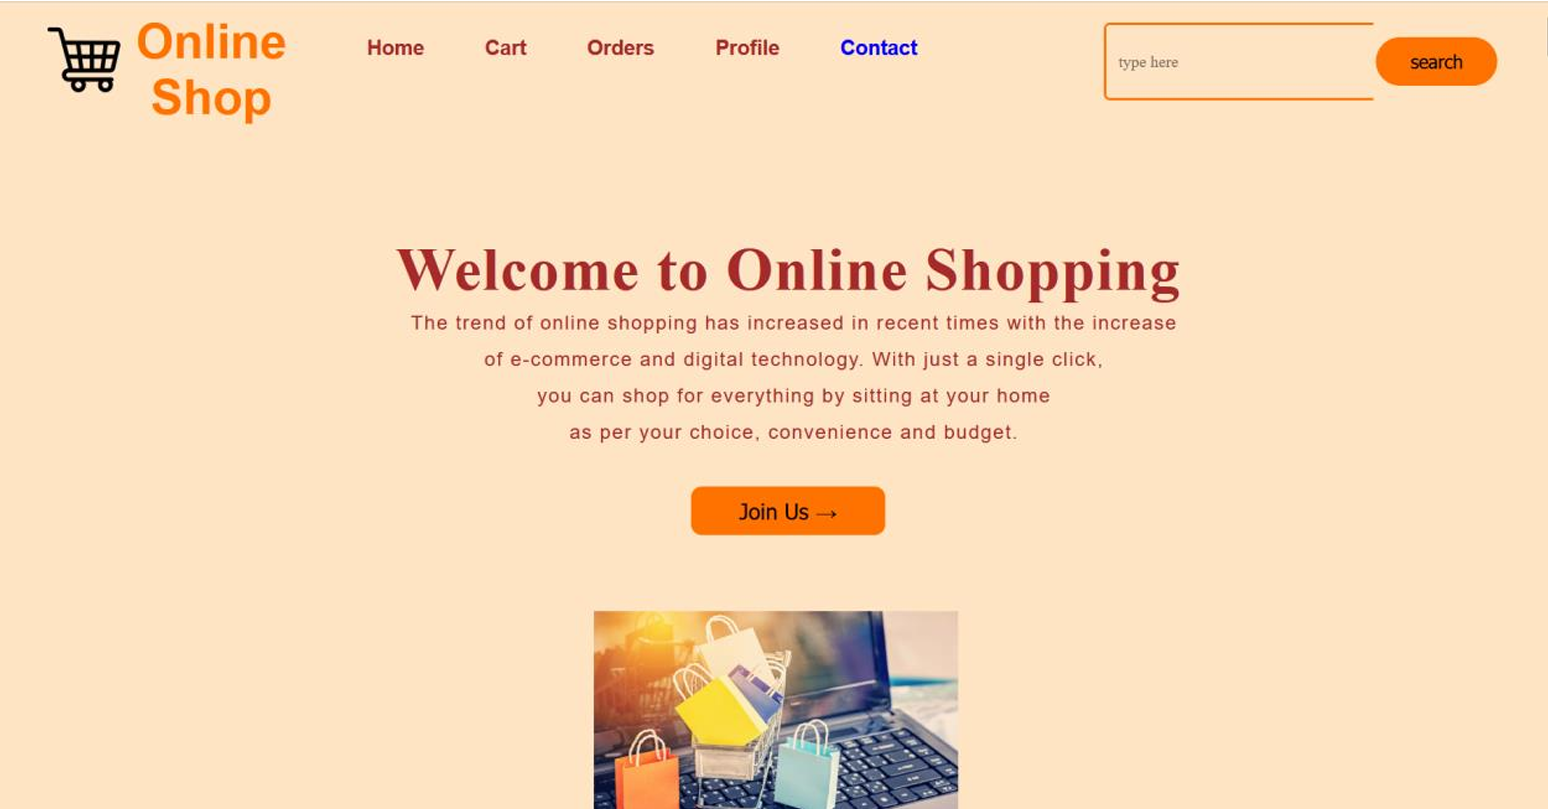 Online
Shop
Home Cart Orders Profile Contact
type here
search
Welcome to Online Shopping
The trend of online shopping has increased in recent times with the increase
of e-commerce and digital technology. With just a single click,
you can shop for everything by sitting at your home
as per your choice, convenience and budget.
Join Us →